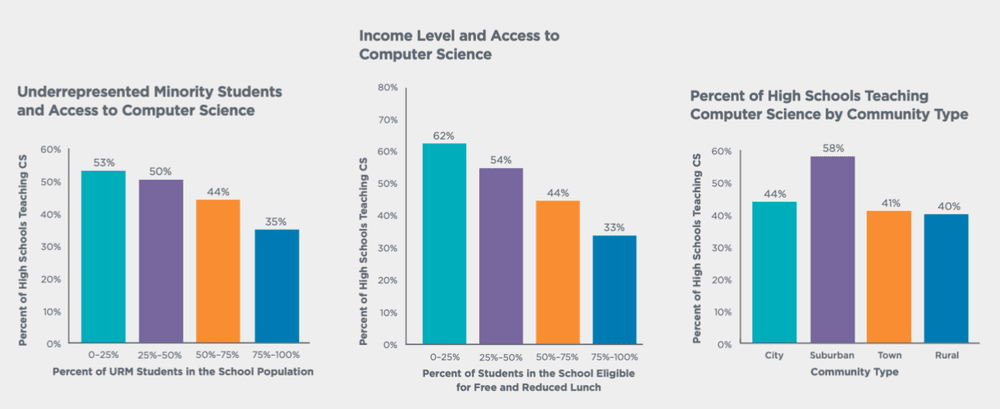 Underrepresented Minority Students
and Access to Computer Science
Percent of High Schools Teaching CS
60%
50%
40%
30%
20%
10%
0%
53%
50%
44%
35%
0–25%
25%–50%
50%–75%
75%–100%
Percent of URM Students in the School Population
Income Level and Access to
Computer Science
Percent of High Schools Teaching CS
80%
70%
60%
50%
40%
30%
20%
10%
0%
62%
54%
44%
33%
0–25%
25%–50%
50%–75%
75%–100%
Percent of Students in the School Eligible
for Free and Reduced Lunch
Percent of High Schools Teaching
Computer Science by Community Type
Percent of High Schools Teaching CS
60%
50%
40%
30%
20%
10%
0%
44%
58%
41%
40%
City
Suburban
Town
Rural
Community Type